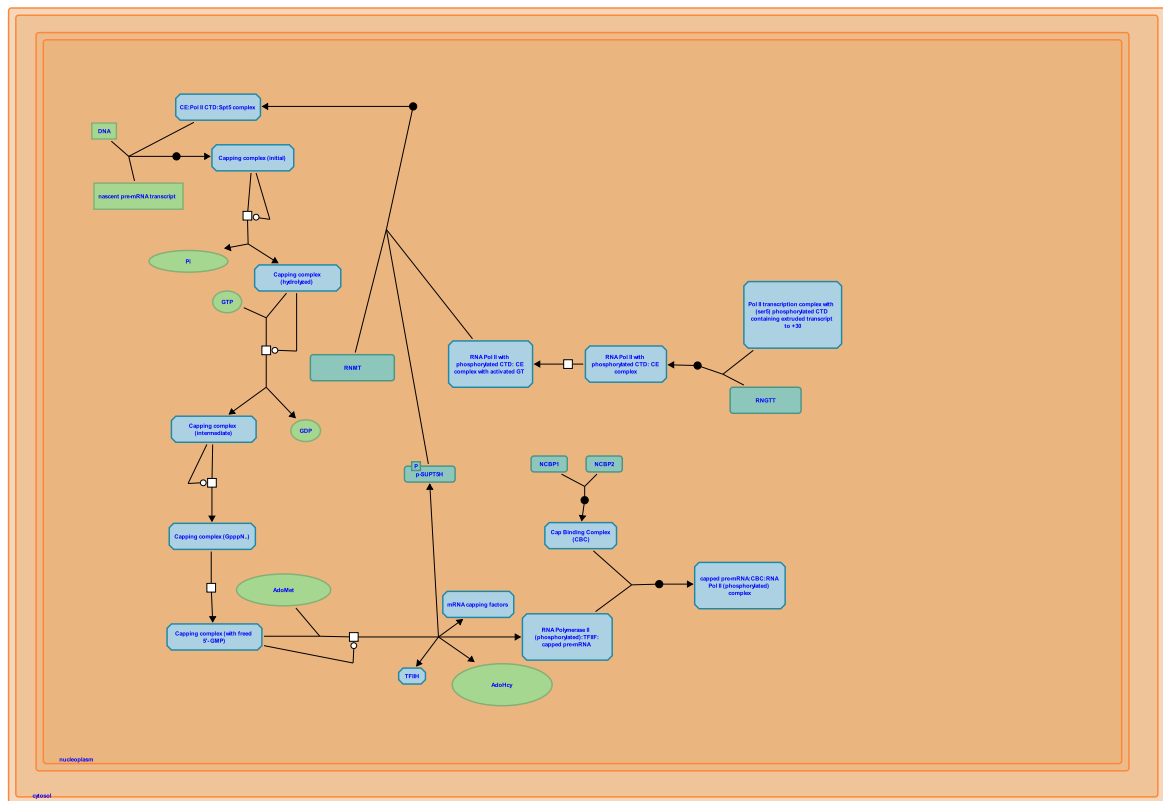 CE:Pol II CTD:Spt5 complex
DNA
Capping complex (initial)
nascent pre-mRNA transcript
Pi
Capping complex
(hydrolyzed)
GTP
RNMT
RNA Pol II with
phosphorylated CTD: CE
complex with activated GT
RNA Pol II with
phosphorylated CTD: CE
complex
Pol II transcription complex with
(ser5) phosphorylated CTD
containing extruded transcript
to +30
RNGTT
Capping complex
(intermediate)
GDP
P
p-SUPT5H
NCBP1
NCBP2
Capping complex (GpppN..)
Cap Binding Complex
(CBC)
AdoMet
mRNA capping factors
capped pre-mRNA:CBC:RNA
Pol II (phosphorylated)
complex
Capping complex (with freed
5'- GMP)
RNA Polymerase II
(phosphorylated):TFIIF:
capped pre-mRNA
TFIIH
AdoHcy
nucleoplasm
cytosol